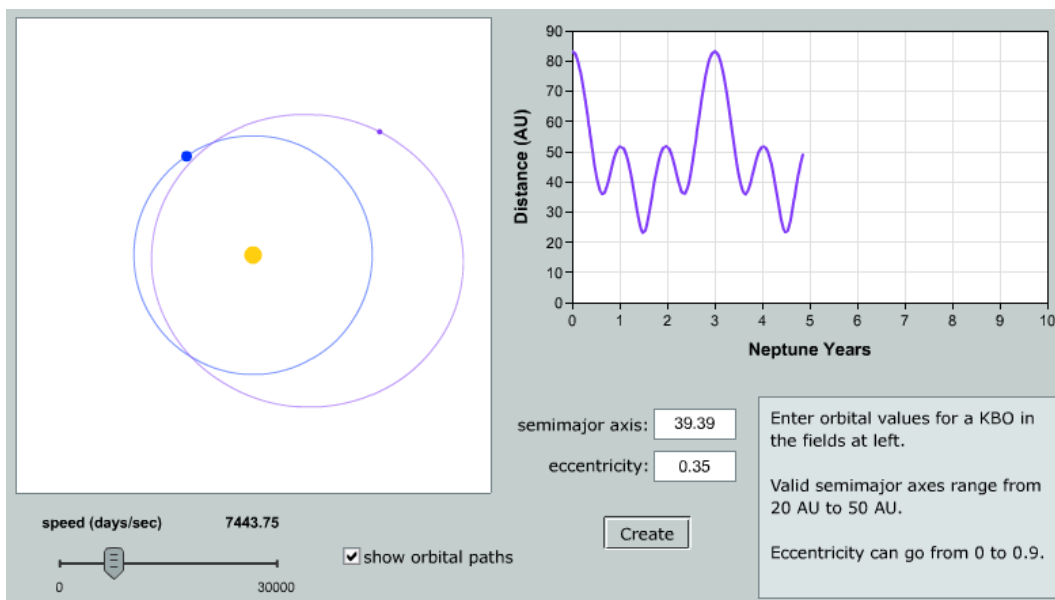 90
80
70
60
50
40
30
20
10
0
Distance (AU)
0 1 2 3 4 5 6 7 8 9 10
Neptune Years
semimajor axis: 39.39
eccentricity: 0.35
Create
Enter orbital values for a KBO in
the fields at left.
Valid semimajor axes range from
20 AU to 50 AU.
Eccentricity can go from 0 to 0.9.
speed (days/sec) 7443.75
0 30000
show orbital paths